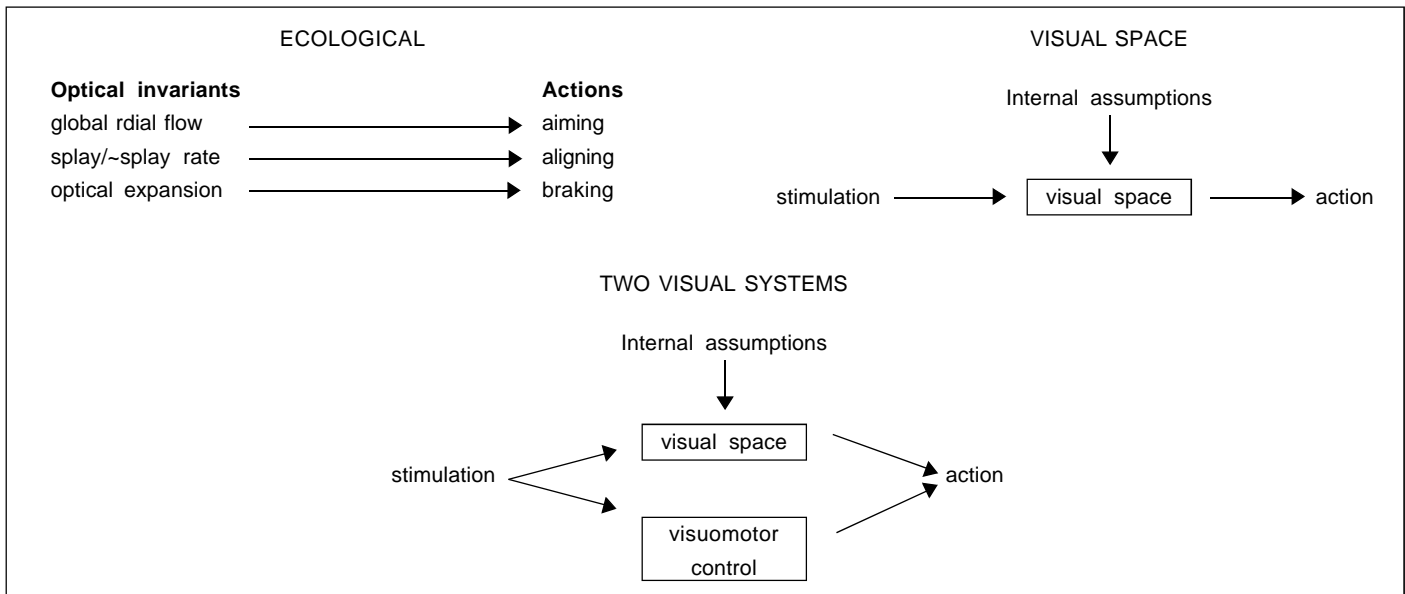 ECOLOGICAL
Optical invariants Actions
global rdial flow aiming
splay/~splay rate aligning
optical expansion braking
VISUAL SPACE
Internal assumptions
stimulation visual space action
TWO VISUAL SYSTEMS
Internal assumptions
visual space
stimulation action
visuomotor
control